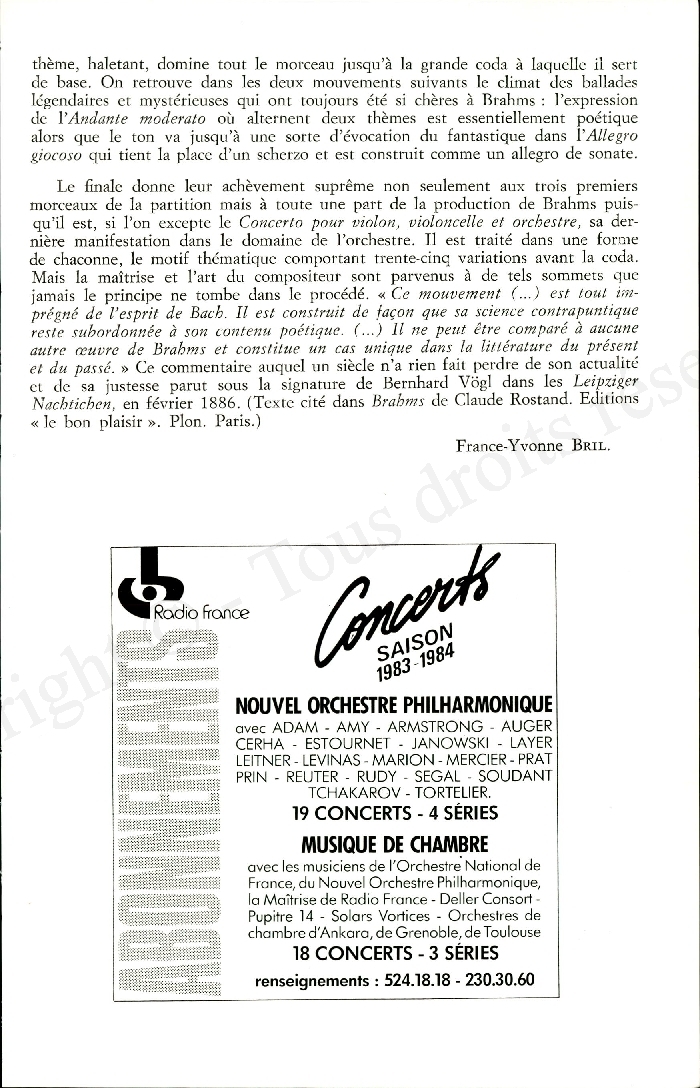 thème, haletant, domine tout le morceau jusqu'à la grande coda à laquelle il sert
de base. On retrouve dans les deux mouvements suivants le climat des ballades
légendaires et mystérieuses qui ont toujours été si chères à Brahms : l'expression
de l'Andante moderato où alternent deux thèmes est essentiellement poétique
alors que le ton va jusqu'à une sorte d'évocation du fantastique dans l'Allegro
giocoso qui tient la place d'un scherzo et est construit comme un allegro de sonate.
Le finale donne leur achèvement suprême non seulement aux trois premiers
morceaux de la partition mais à toute une part de la production de Brahms puis-
qu'il est, si l'on excepte le Concerto pour violon, violoncelle et orchestre, sa der-
nière manifestation dans le domaine de l'orchestre. Il est traité dans une forme
de chaconne, le motif thématique comportant trente-cinq variations avant la coda.
Mais la maîtrise et l'art du compositeur sont parvenus à de tels sommets que
jamais le principe ne tombe dans le procédé. « Ce mouvement (...) est tout im-
prégné de l'esprit de Bach. Il est construit de façon que sa science contrapuntique
reste subordonnée à son contenu poétique. (...) Il ne peut être comparé à aucune
autre œuvre de Brahms et constitue un cas unique dans la littérature du présent
et du passé. » Ce commentaire auquel un siècle n'a rien fait perdre de son actualité
et de sa justesse parut sous la signature de Bernhard Vögl dans les Leipziger
Nachtichen, en février 1886. (Texte cité dans Brahms de Claude Rostand. Editions
« le bon plaisir ». Plon. Paris.)
France-Yvonne BRIL.
Radio france
Concerts
SAISON
1983-1984
ABONNEMENTS
NOUVEL ORCHESTRE PHILHARMONIQUE
avec ADAM - AMY - ARMSTRONG - AUGER
CERHA - ESTOURNET - JANOWSKI - LAYER
LEITNER - LEVINAS - MARION - MERCIER - PRAT
PRIN - REUTER - RUDY - SEGAL - SOUDANT
TCHAKAROV - TORTELIER.
19 CONCERTS - 4 SÉRIES
MUSIQUE DE CHAMBRE
avec les musiciens de l'Orchestre National de
France, du Nouvel Orchestre Philharmonique,
la Maîtrise de Radio France - Deller Consort -
Pupitre 14 - Solars Vortices - Orchestres de
chambre d'Ankara, de Grenoble, de Toulouse
18 CONCERTS - 3 SÉRIES
renseignements : 524.18.18 - 230.30.60